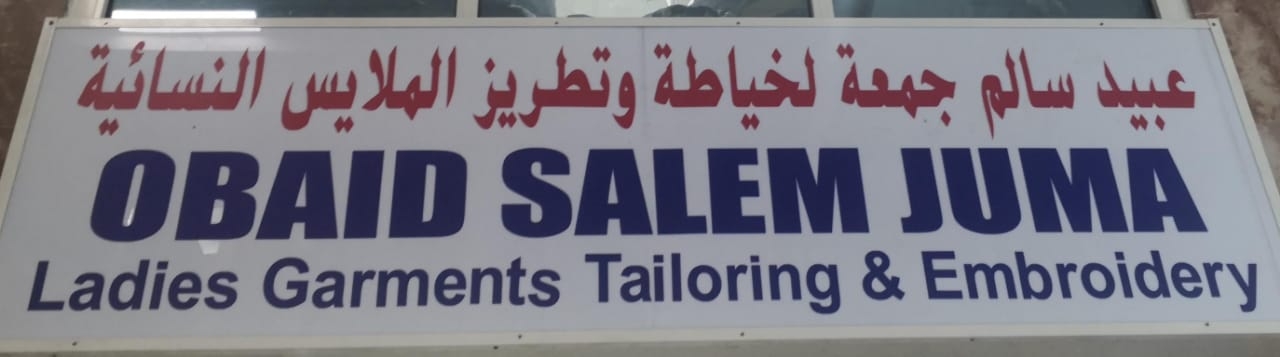 عبيد سالم جمعة لخياطة وتطريز الملابس النسائية
OBAID SALEM JUMA
Ladies Garments Tailoring & Embroidery